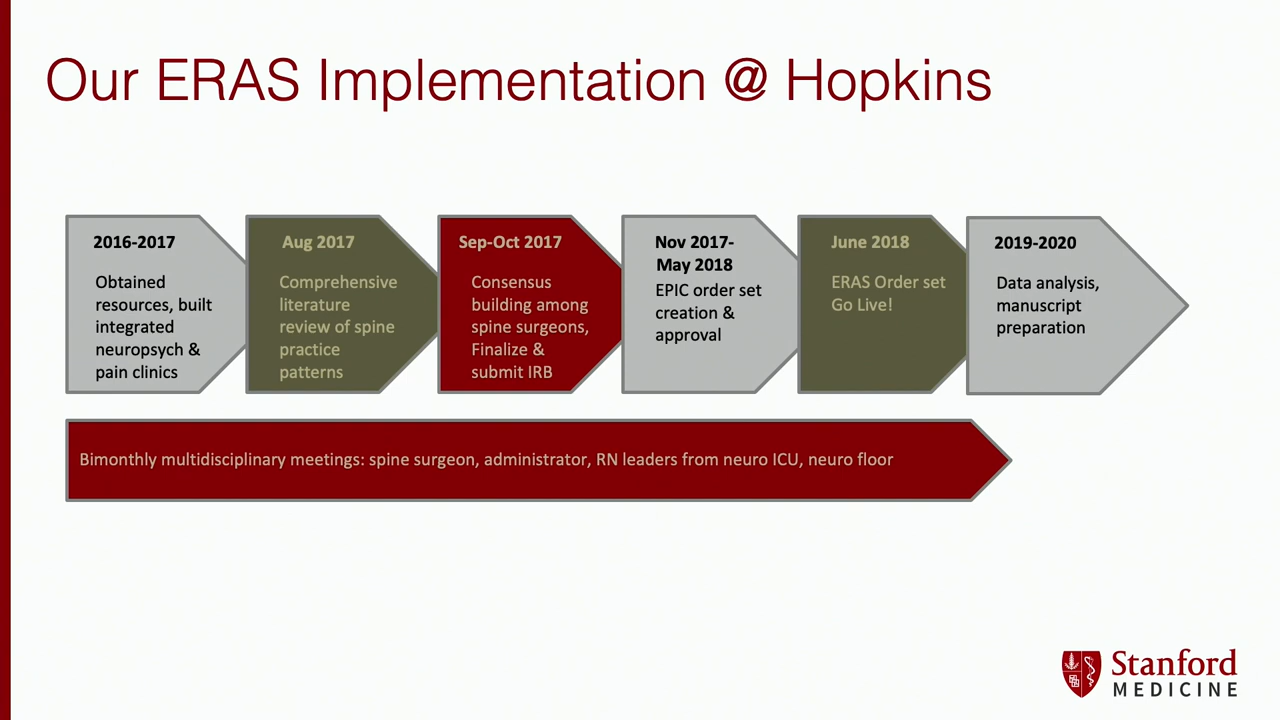 Our ERAS Implementation @ Hopkins
2016-2017
Obtained
resources, built
integrated
neuropsych &
pain clinics
Aug 2017
Comprehensive
literature
review of spine
practice
patterns
Sep-Oct 2017
Consensus
building among
spine surgeons,
Finalize &
submit IRB
Nov 2017-
May 2018
EPIC order set
creation &
approval
June 2018
ERAS Order set
Go Live!
2019-2020
Data analysis,
manuscript
preparation
Bimonthly multidisciplinary meetings: spine surgeon, administrator, RN leaders from neuro ICU, neuro floor
Stanford
MEDICINE